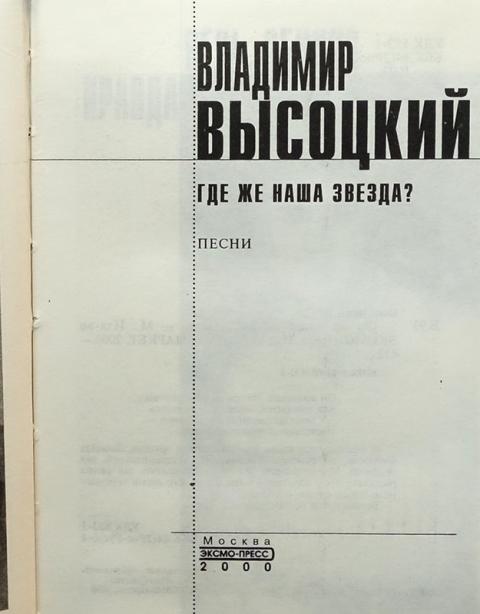 ВЛАДИМИР
ВЫСОЦКИЙ
ГДЕ ЖЕ НАША ЗВЕЗДА?
ПЕСНИ
Москва
ЭКСМО-ПРЕСС
2000